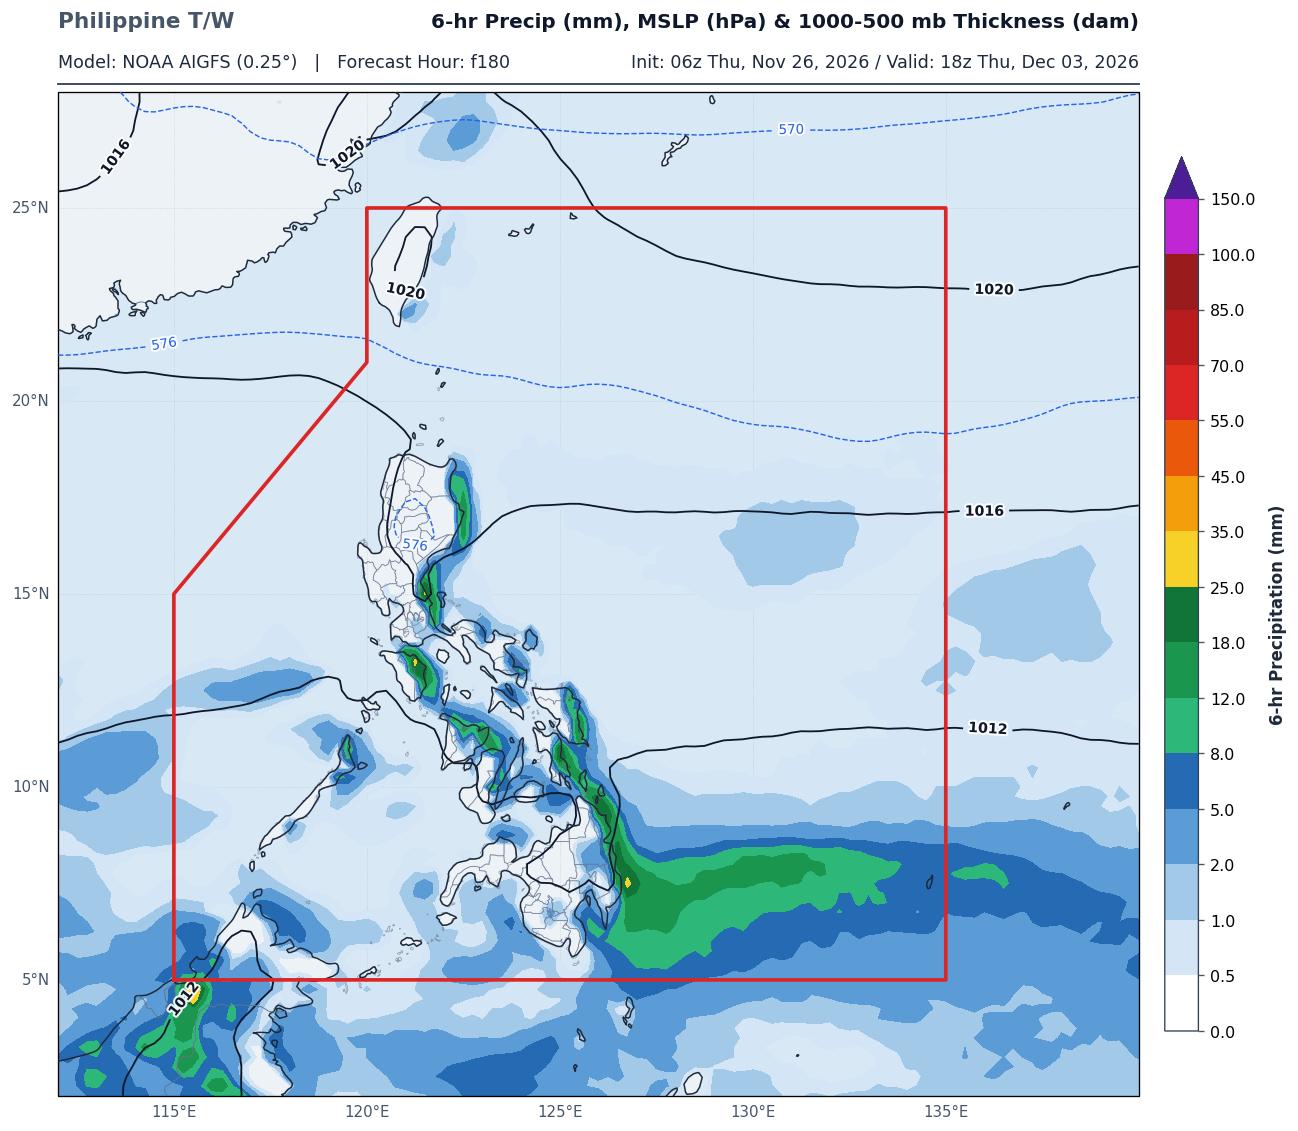 Philippine T/W
6-hr Precip (mm), MSLP (hPa) & 1000-500 mb Thickness (dam)
Model: NOAA AIGFS (0.25°) | Forecast Hour: f180
Init: 06z Thu, Nov 26, 2026 / Valid: 18z Thu, Dec 03, 2026
570
1016
1020
25°N
1020
1020
576
20°N
1016
576
15°N
1012
10°N
5°N
1012
115°E
120°E
125°E
130°E
135°E
150.0
100.0
85.0
70.0
55.0
45.0
35.0
25.0
18.0
12.0
8.0
5.0
2.0
1.0
0.5
0.0
6-hr Precipitation (mm)